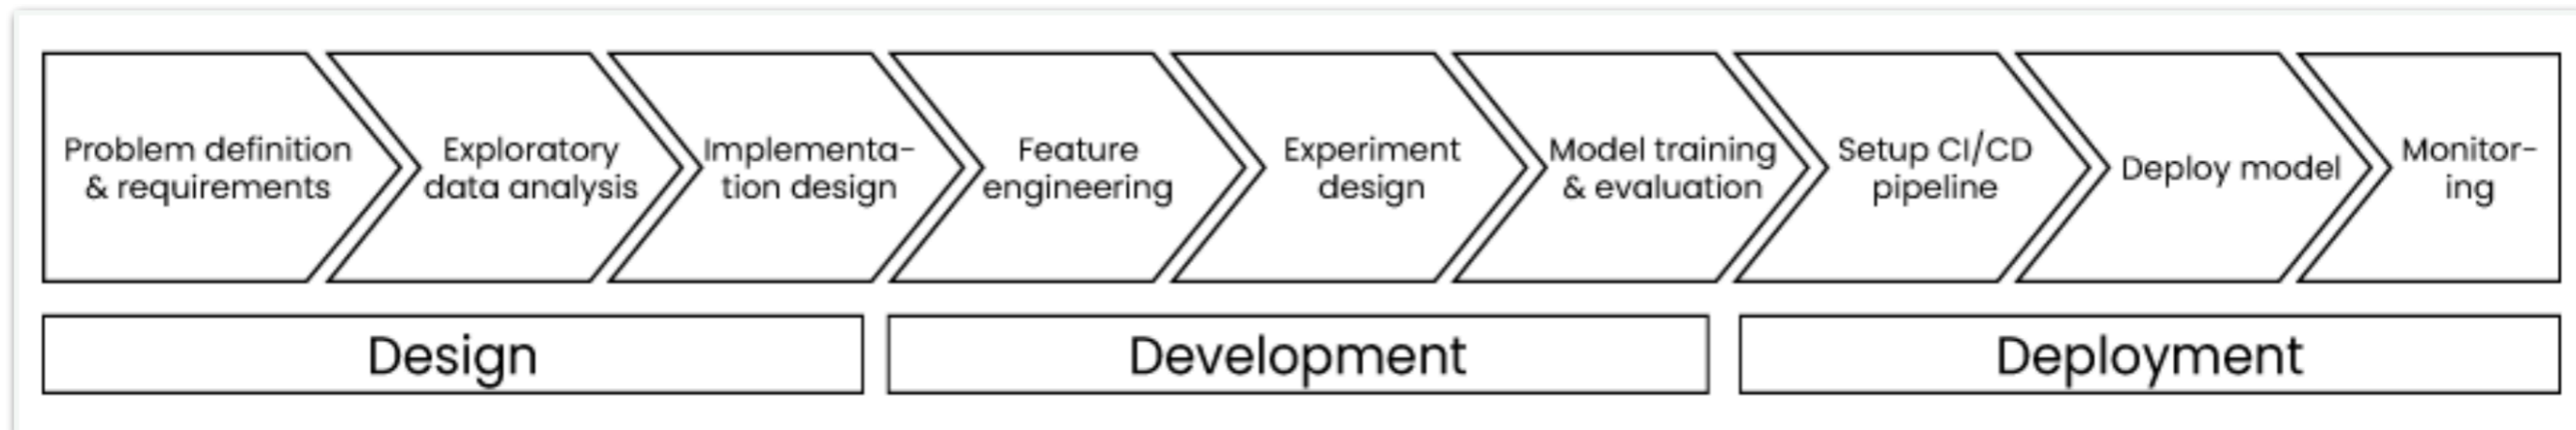 Problem definition
& requirements
Exploratory
data analysis
Implementa-
tion design
Feature
engineering
Experiment
design
Model training
& evaluation
Setup CI/CD
pipeline
Deploy model
Monitor-
ing
Design
Development
Deployment